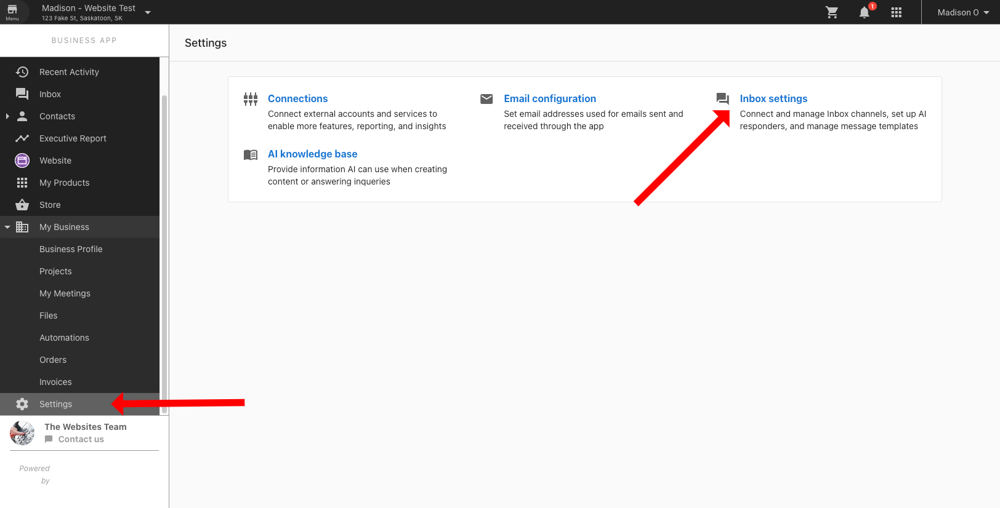 Menu
Madison - Website Test
123 Fake St, Saskatoon, SK
1
Madison O
BUSINESS APP
Recent Activity
Inbox
Contacts
Executive Report
Website
My Products
Store
My Business
Business Profile
Projects
My Meetings
Files
Automations
Orders
Invoices
Settings
The Websites Team
Contact us
Powered
by
Settings
Connections
Connect external accounts and services to
enable more features, reporting, and insights
Email configuration
Set email addresses used for emails sent and
received through the app
Inbox settings
Connect and manage Inbox channels, set up AI
responders, and manage message templates
AI knowledge base
Provide information AI can use when creating
content or answering inqueries